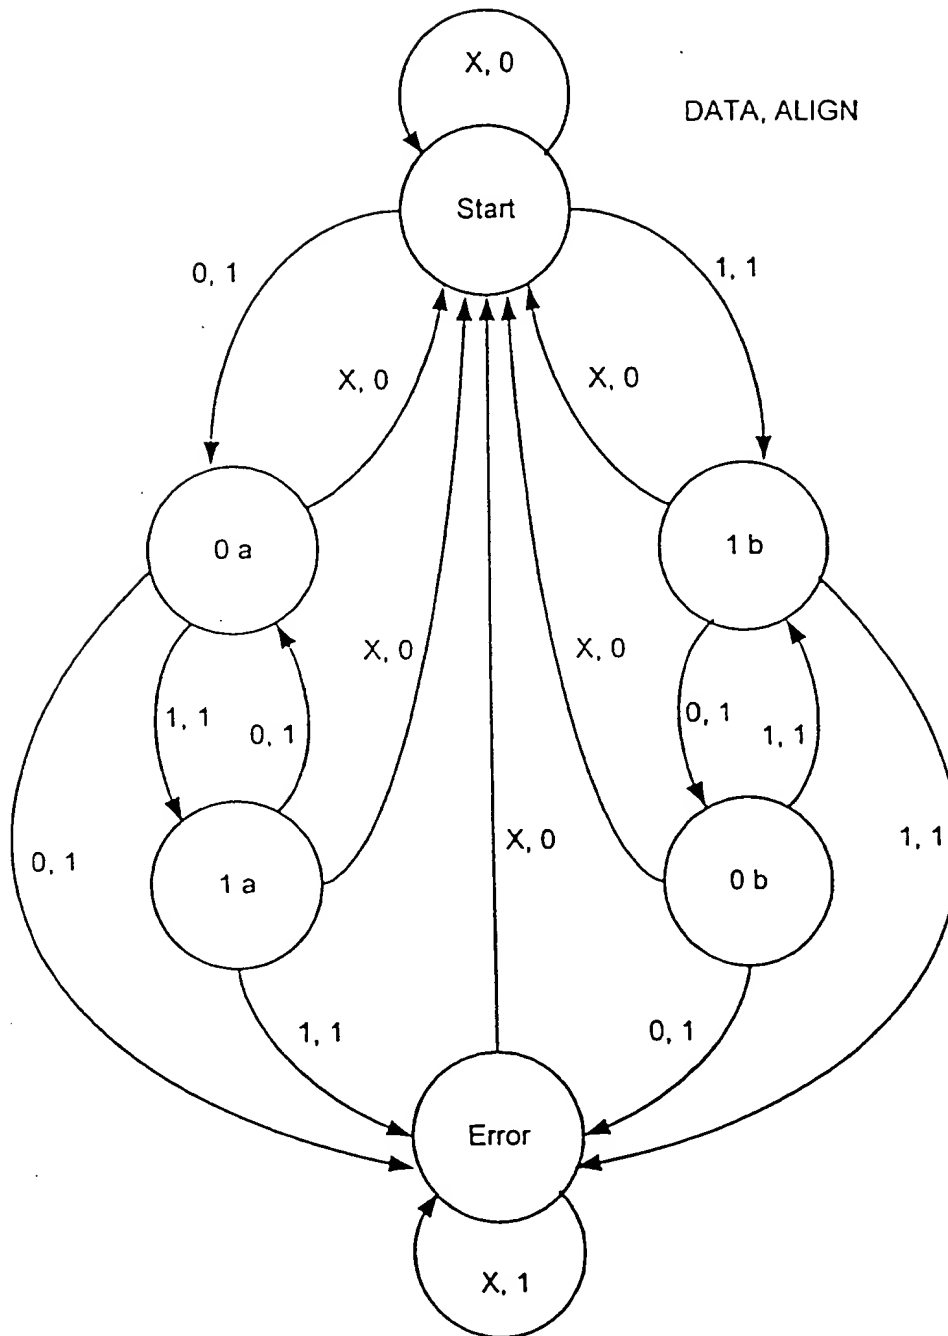 X, 0
DATA, ALIGN
Start
0, 1
1, 1
X, 0
X, 0
0 a
1 b
X, 0
X, 0
1, 1
0, 1
0, 1
1, 1
0, 1
X, 0
1, 1
1 a
0 b
1, 1
0, 1
Error
X, 1